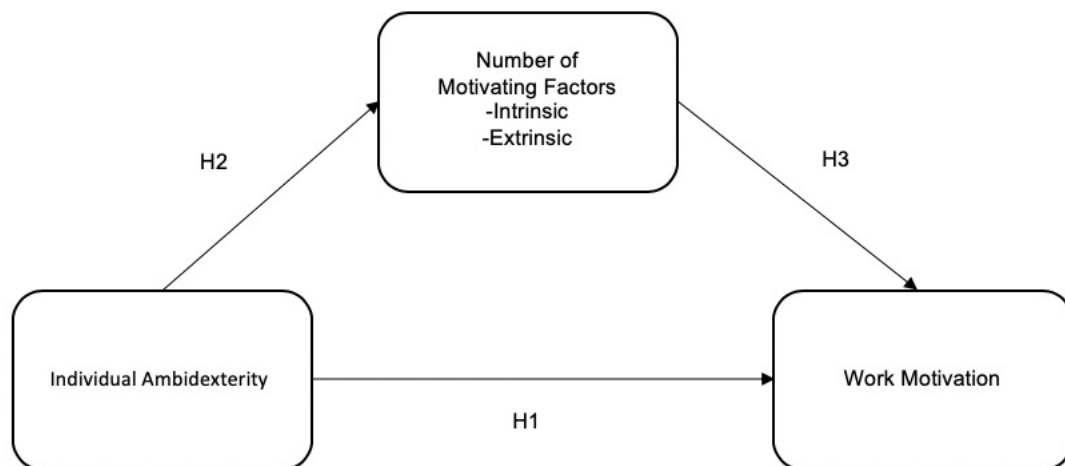 Number of
Motivating Factors
-Intrinsic
-Extrinsic
H2
H3
Individual Ambidexterity
Work Motivation
H1